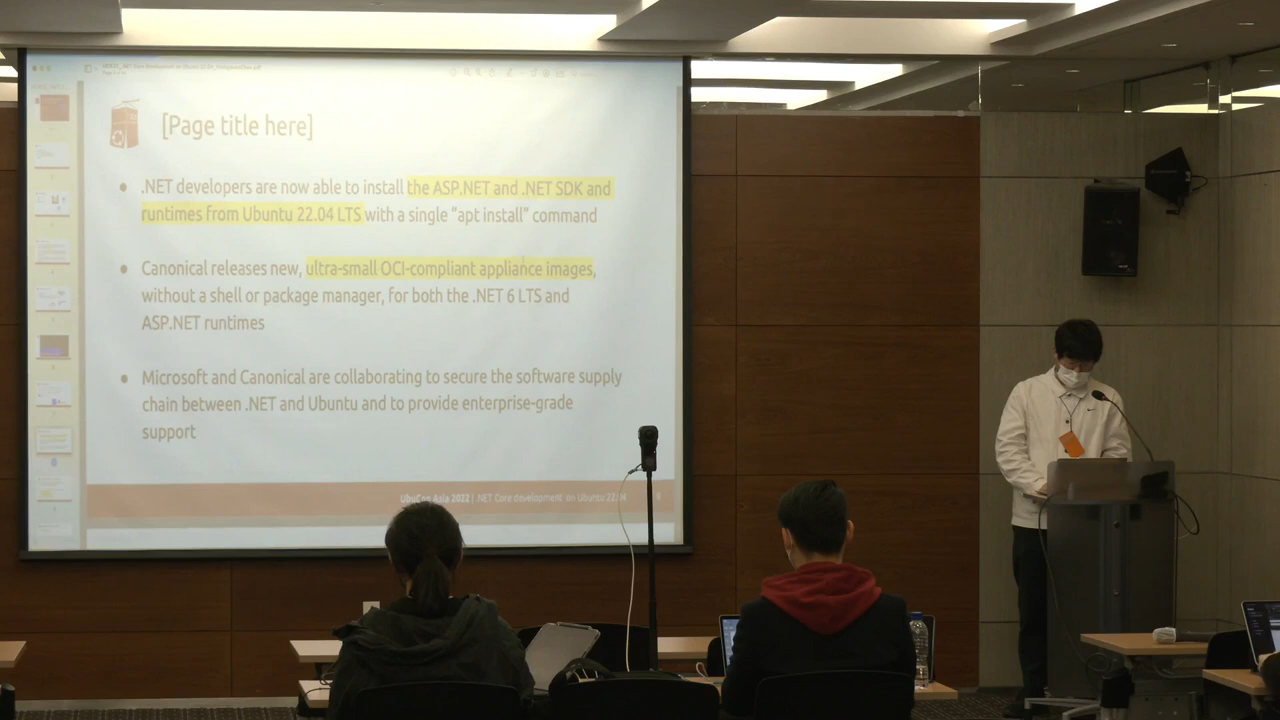 [Page title here]
.NET developers are now able to install the ASP.NET and .NET SDK and
runtimes from Ubuntu 22.04 LTS with a single “apt install” command
Canonical releases new, ultra-small OCI-compliant appliance images,
without a shell or package manager, for both the .NET 6 LTS and
ASP.NET runtimes
Microsoft and Canonical are collaborating to secure the software supply
chain between .NET and Ubuntu and to provide enterprise-grade
support
UbuCon Asia 2022 | .NET Core development on Ubuntu 22.04